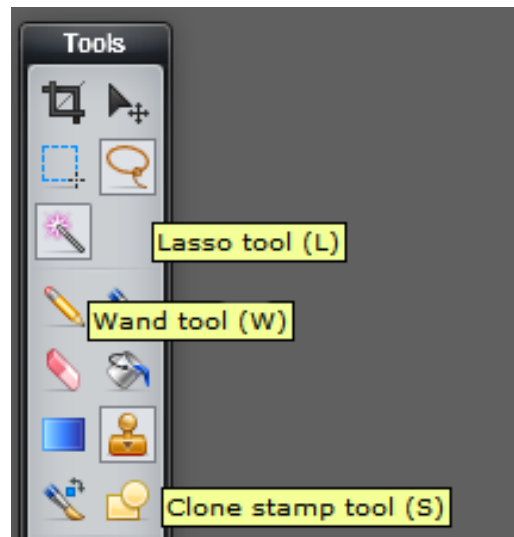 Tools
Lasso tool (L)
Wand tool (W)
Clone stamp tool (S)